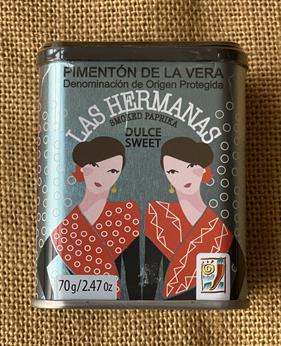 PIMENTÓN DE LA VERA
Denominación de Origen Protegida
LAS HERMANAS
SMOKED PAPRIKA
DULCE
SWEET
70g/2.47 Oz